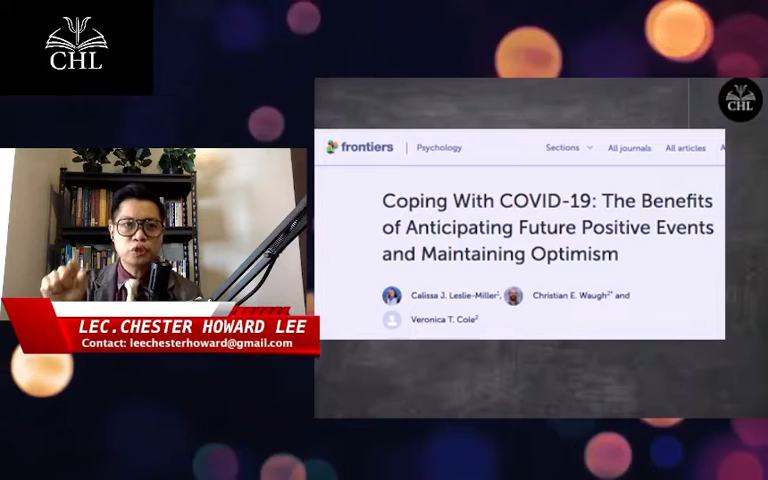 CHL
CHL
frontiers | Psychology Sections All journals All articles A
Coping With COVID-19: The Benefits
of Anticipating Future Positive Events
and Maintaining Optimism
Calissa J. Leslie-Miller¹, Christian E. Waugh²* and
Veronica T. Cole²
LEC.CHESTER HOWARD LEE
Contact: leechesterhoward@gmail.com